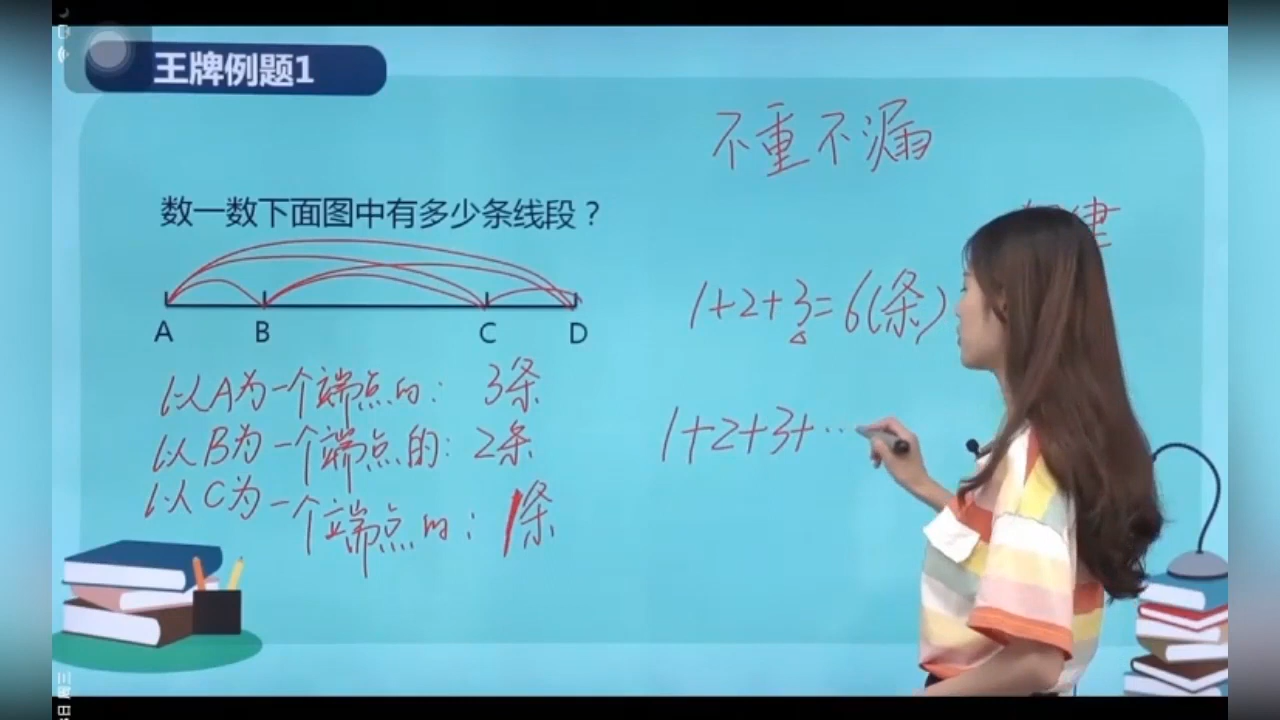 王牌例题1
不重不漏
数一数下面图中有多少条线段?
律
A B C D
1+2+3=6(条)
以A为一个端点的: 3条
以B为一个端点的: 2条
以C为一个端点的: 1条
1+2+3+…